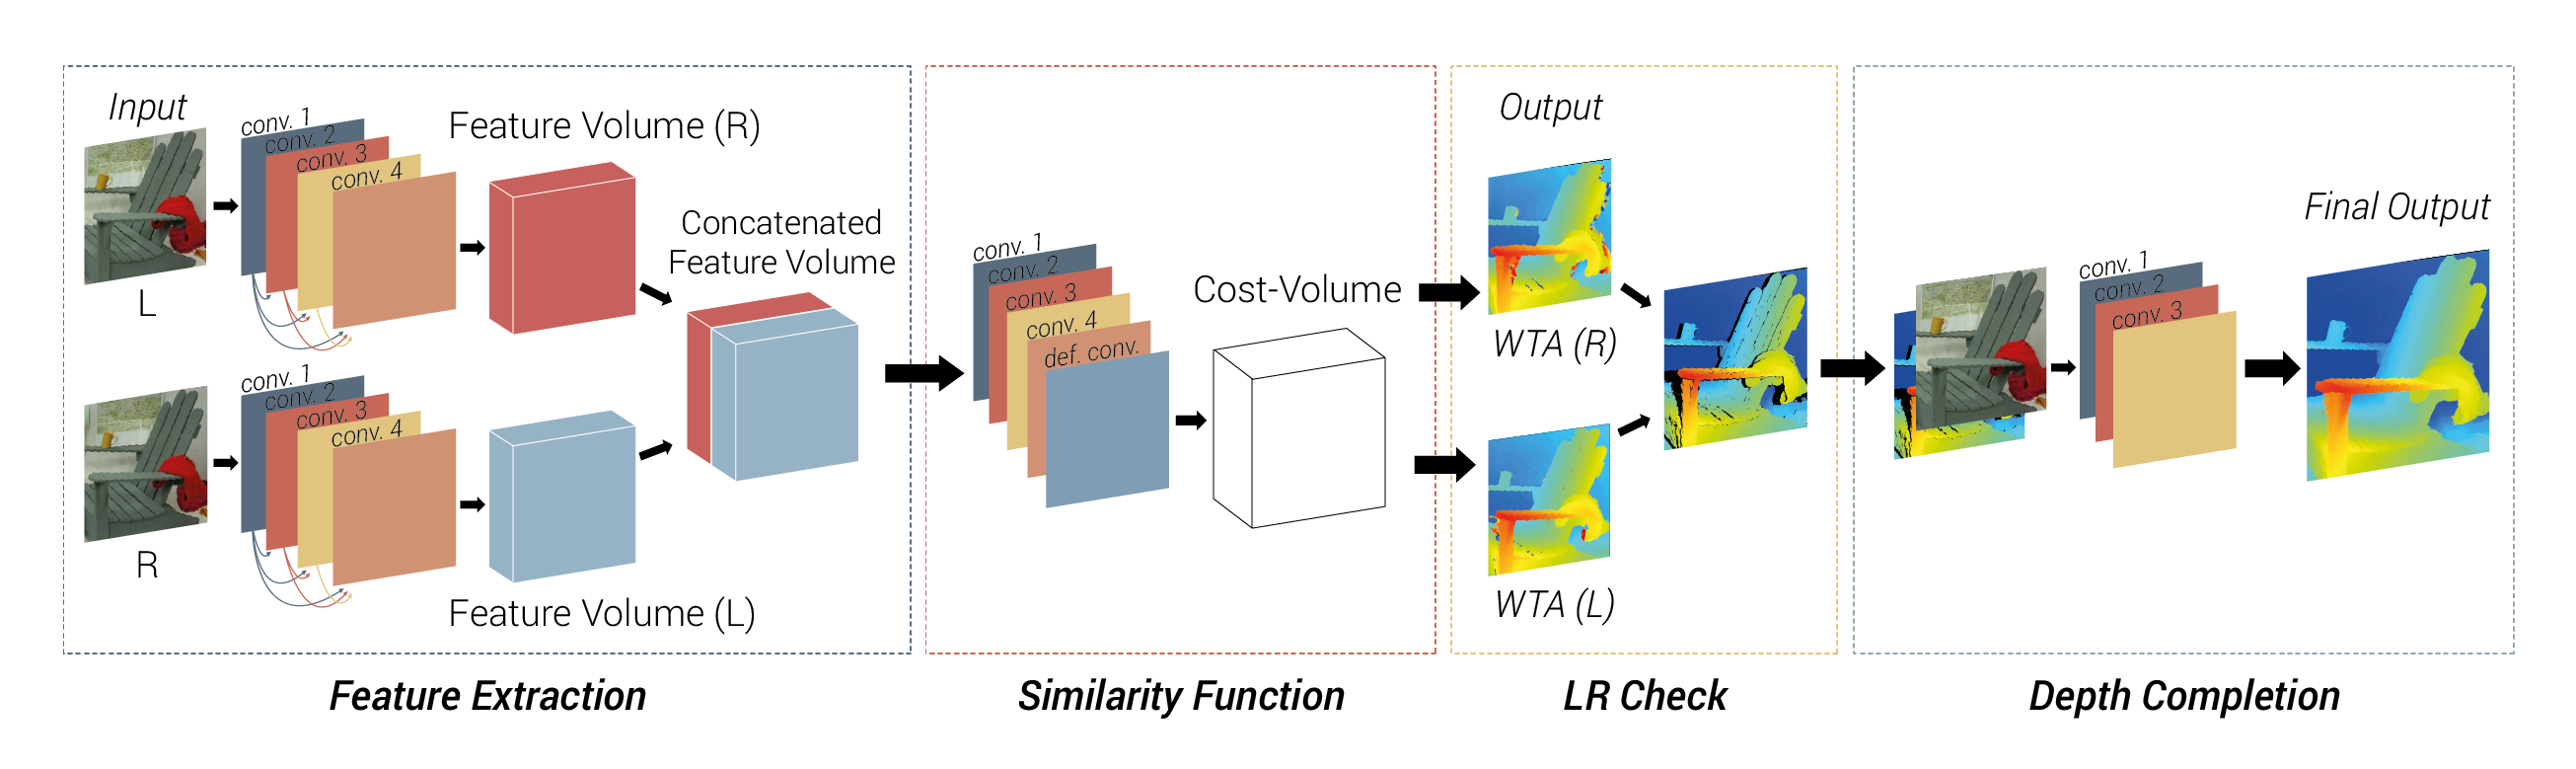 Input
conv. 1
conv. 2
conv. 3
conv. 4
L
Feature Volume (R)
conv. 1
conv. 2
conv. 3
conv. 4
R
Feature Volume (L)
Concatenated
Feature Volume
Feature Extraction
conv. 1
conv. 2
conv. 3
conv. 4
def. conv.
Cost-Volume
Similarity Function
Output
WTA (R)
WTA (L)
LR Check
conv. 1
conv. 2
conv. 3
Final Output
Depth Completion